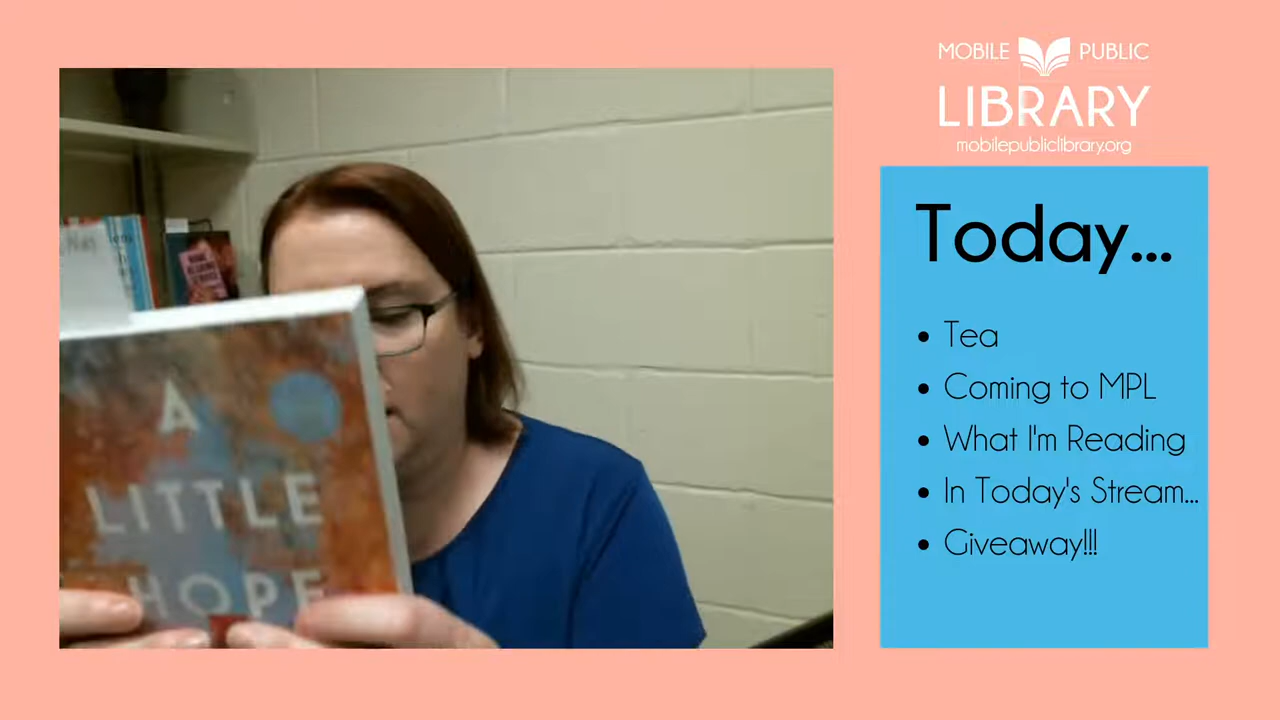 MOBILE PUBLIC
LIBRARY
mobilepubliclibrary.org
Today...
• Tea
• Coming to MPL
• What I'm Reading
• In Today's Stream...
• Giveaway!!!
A
LITTLE
HOPE